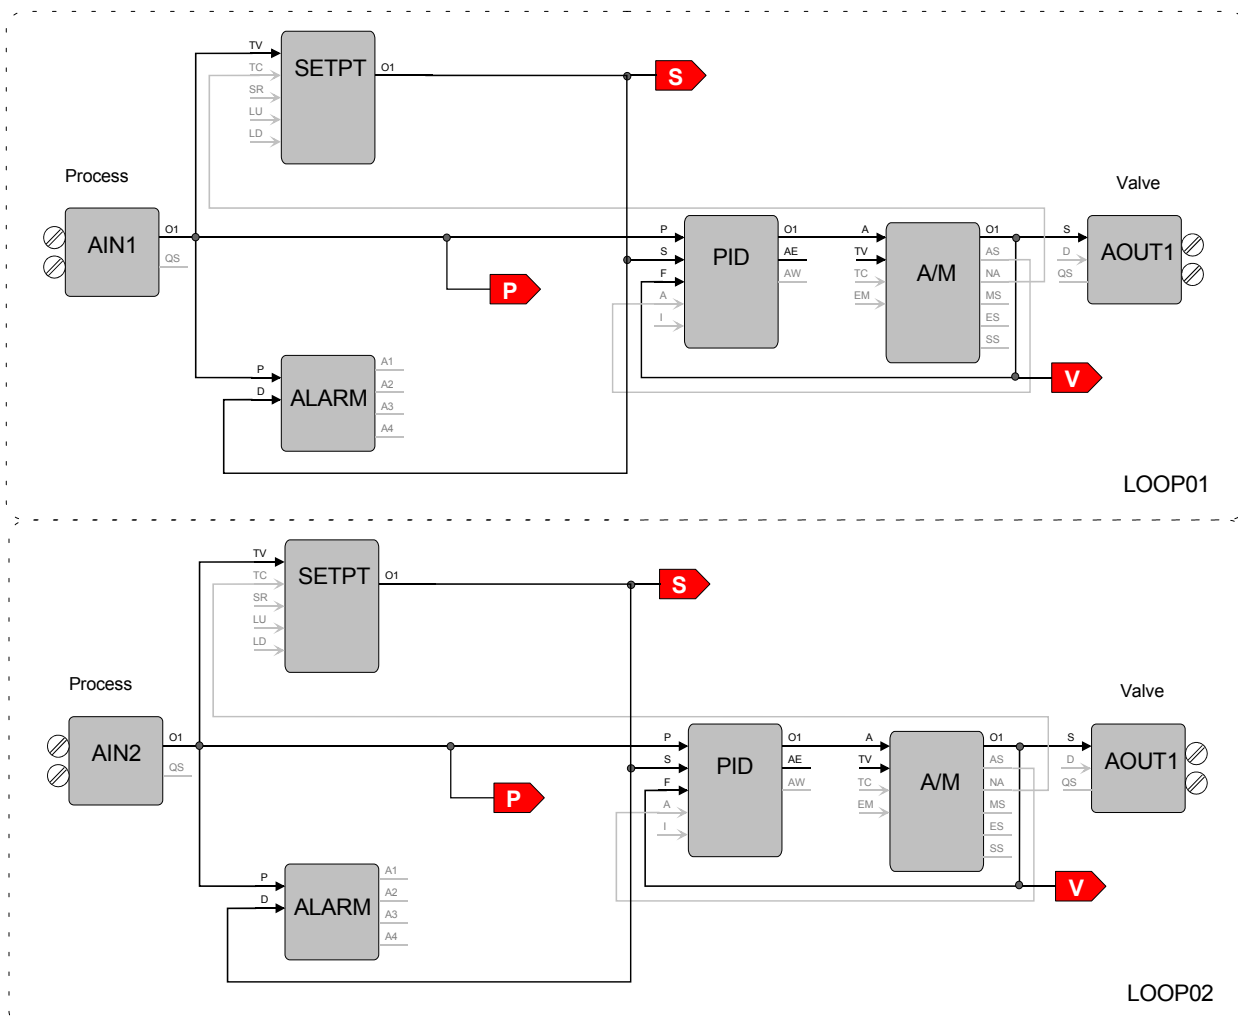 TV
SETPT
O1
TC
SR
LU
LD
S
Process
Valve
AIN1
O1
QS
P
S
F
A
I
PID
O1
AE
AW
A
TV
TC
EM
A/M
O1
AS
NA
MS
ES
SS
S
D
QS
AOUT1
P
P
D
ALARM
A1
A2
A3
A4
V
LOOP01
TV
SETPT
O1
TC
SR
LU
LD
S
Process
Valve
AIN2
O1
QS
P
S
F
A
I
PID
O1
AE
AW
A
TV
TC
EM
A/M
O1
AS
NA
MS
ES
SS
S
D
QS
AOUT1
P
P
D
ALARM
A1
A2
A3
A4
V
LOOP02